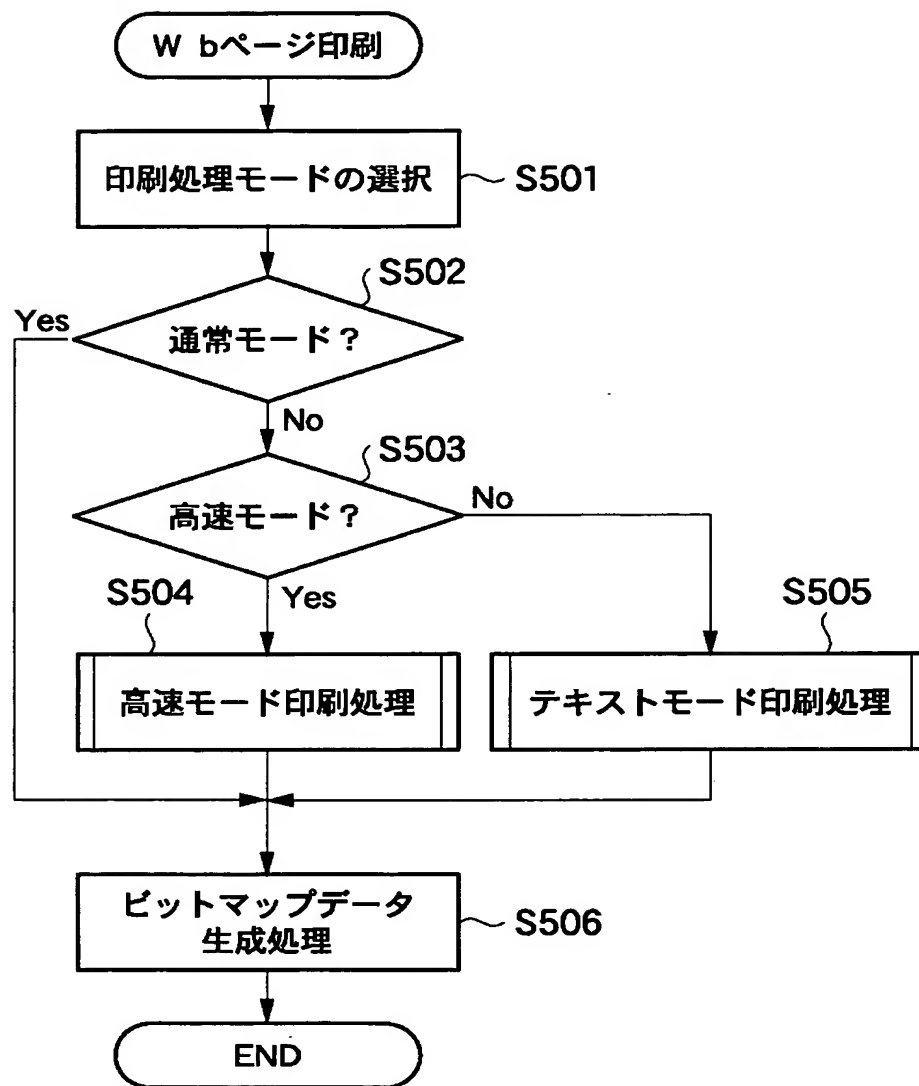 W bページ印刷
印刷処理モードの選択
S501
S502
Yes
通常モード?
No
S503
高速モード?
No
Yes
S504
S505
高速モード印刷処理
テキストモード印刷処理
ビットマップデータ
生成処理
S506
END